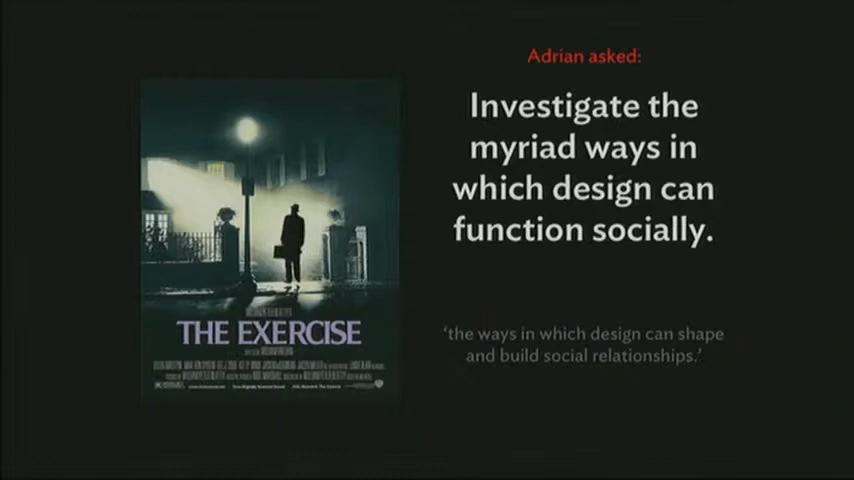 Adrian asked:
Investigate the
myriad ways in
which design can
function socially.
'the ways in which design can shape
and build social relationships.'
THE EXERCISE